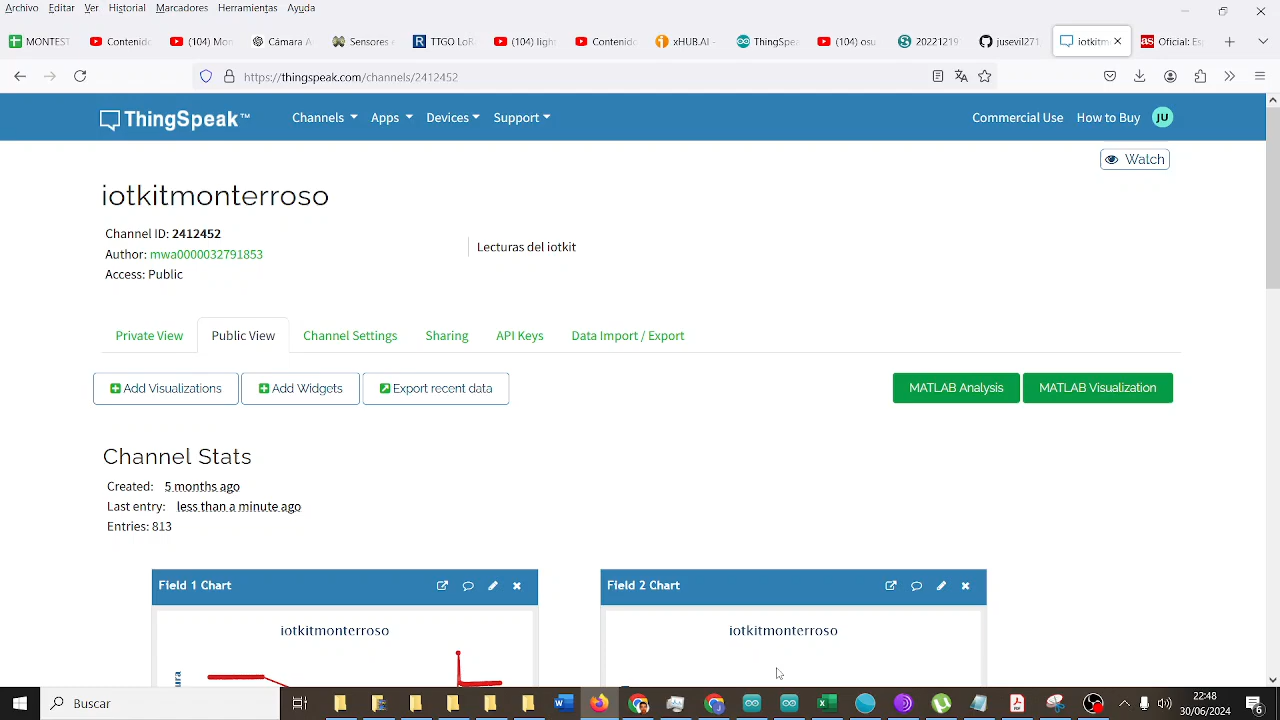 Archivo Editar Ver Historial Marcadores Herramientas Ayuda
MONTEST Contenido (104) Mon Cámara A Sensores e TTGO LoR (104) light Contenido xHUB.AI - ThingSpe (104) osu 20221219 jusevil271 iotkitm Oficial: Es
https://thingspeak.com/channels/2412452
ThingSpeak™ Channels Apps Devices Support Commercial Use How to Buy JU
Watch
iotkitmonterroso
Channel ID: 2412452
Author: mwa0000032791853
Access: Public
Lecturas del iotkit
Private View Public View Channel Settings Sharing API Keys Data Import / Export
Add Visualizations Add Widgets Export recent data MATLAB Analysis MATLAB Visualization
Channel Stats
Created: 5 months ago
Last entry: less than a minute ago
Entries: 813
Field 1 Chart Field 2 Chart
iotkitmonterroso iotkitmonterroso
ura
Buscar
22:48
30/06/2024
6